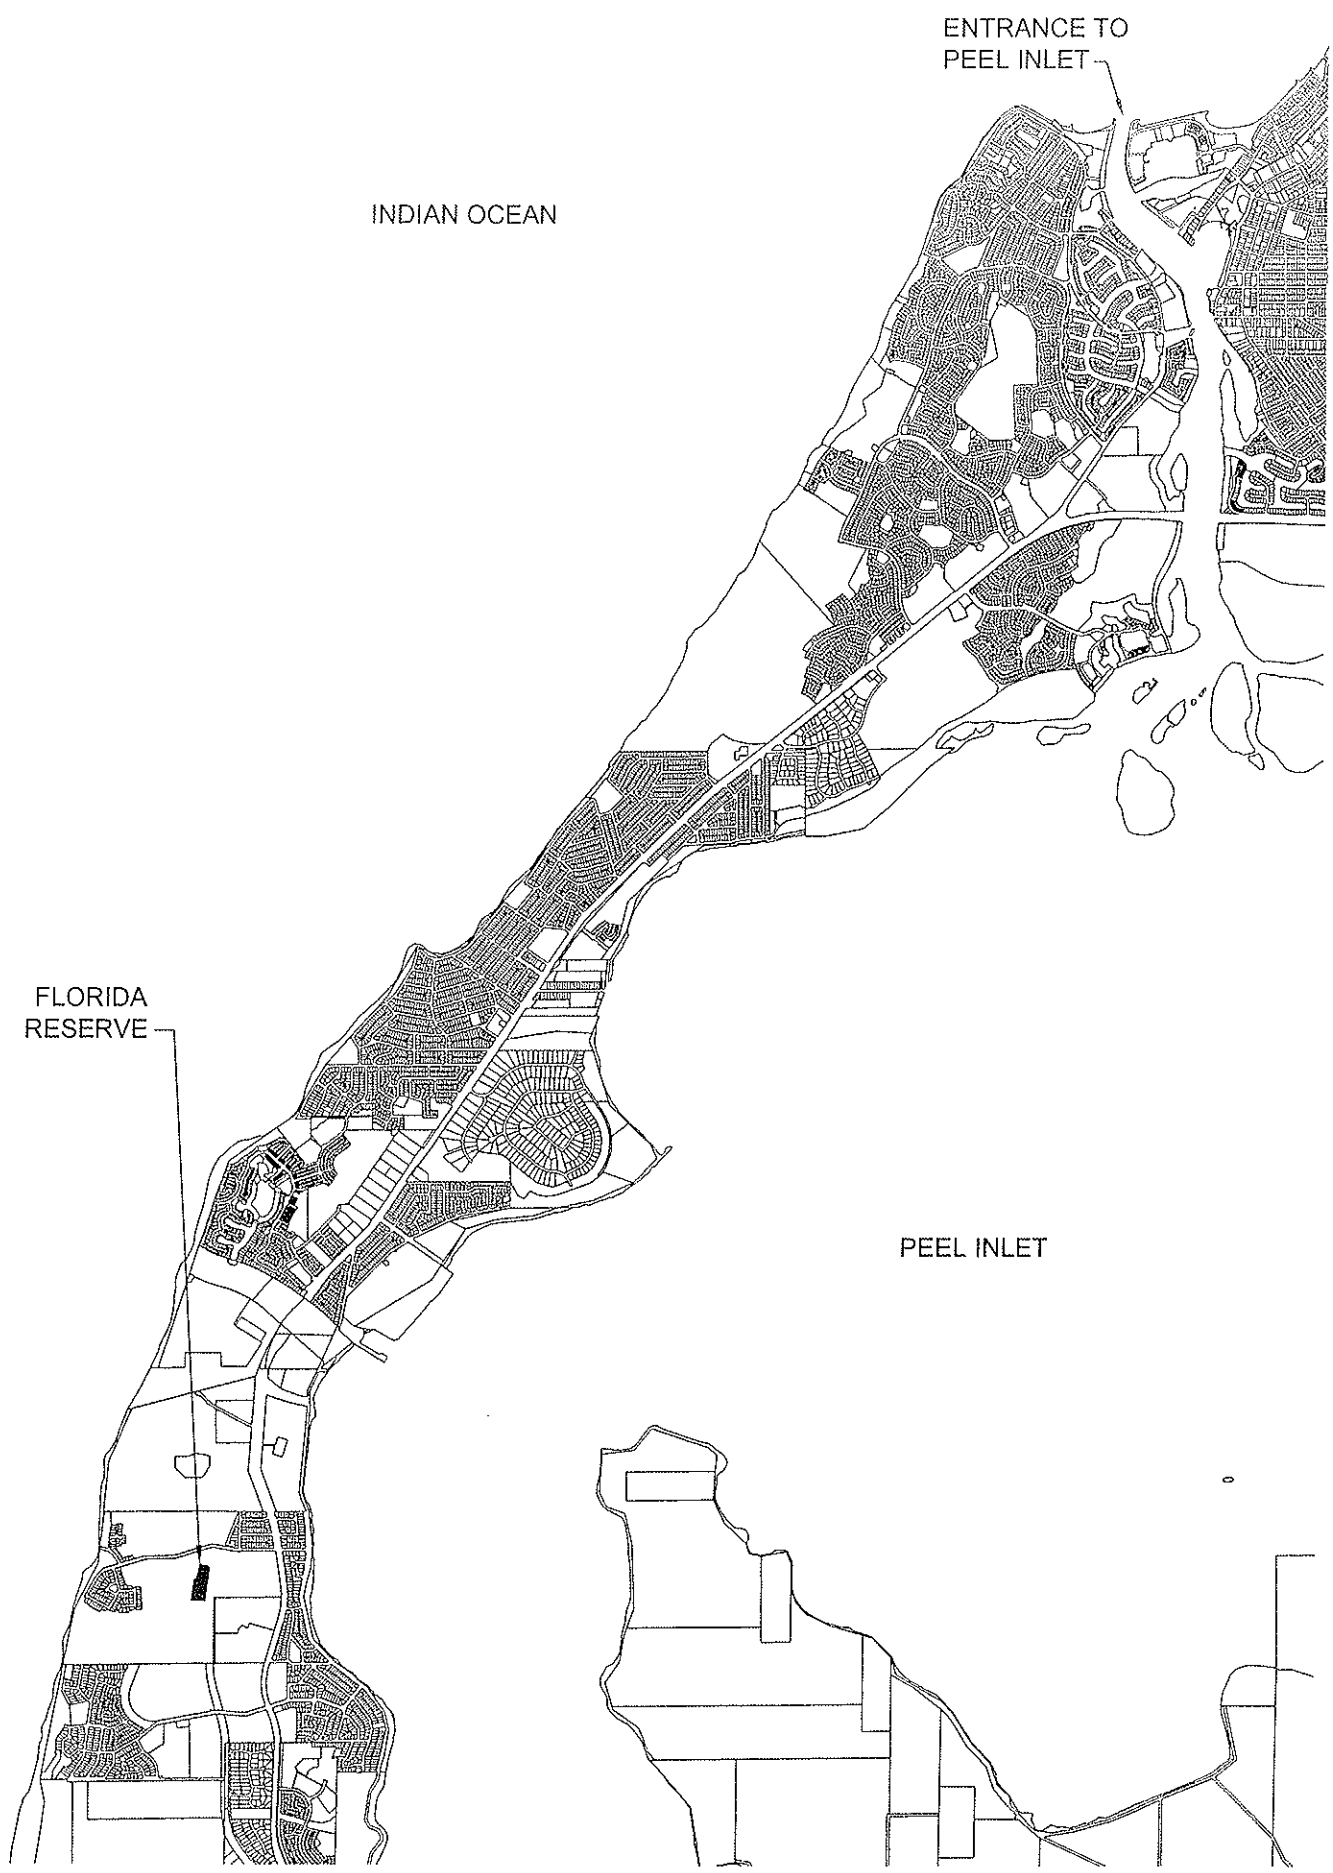 ENTRANCE TO
PEEL INLET
INDIAN OCEAN
FLORIDA
RESERVE
PEEL INLET